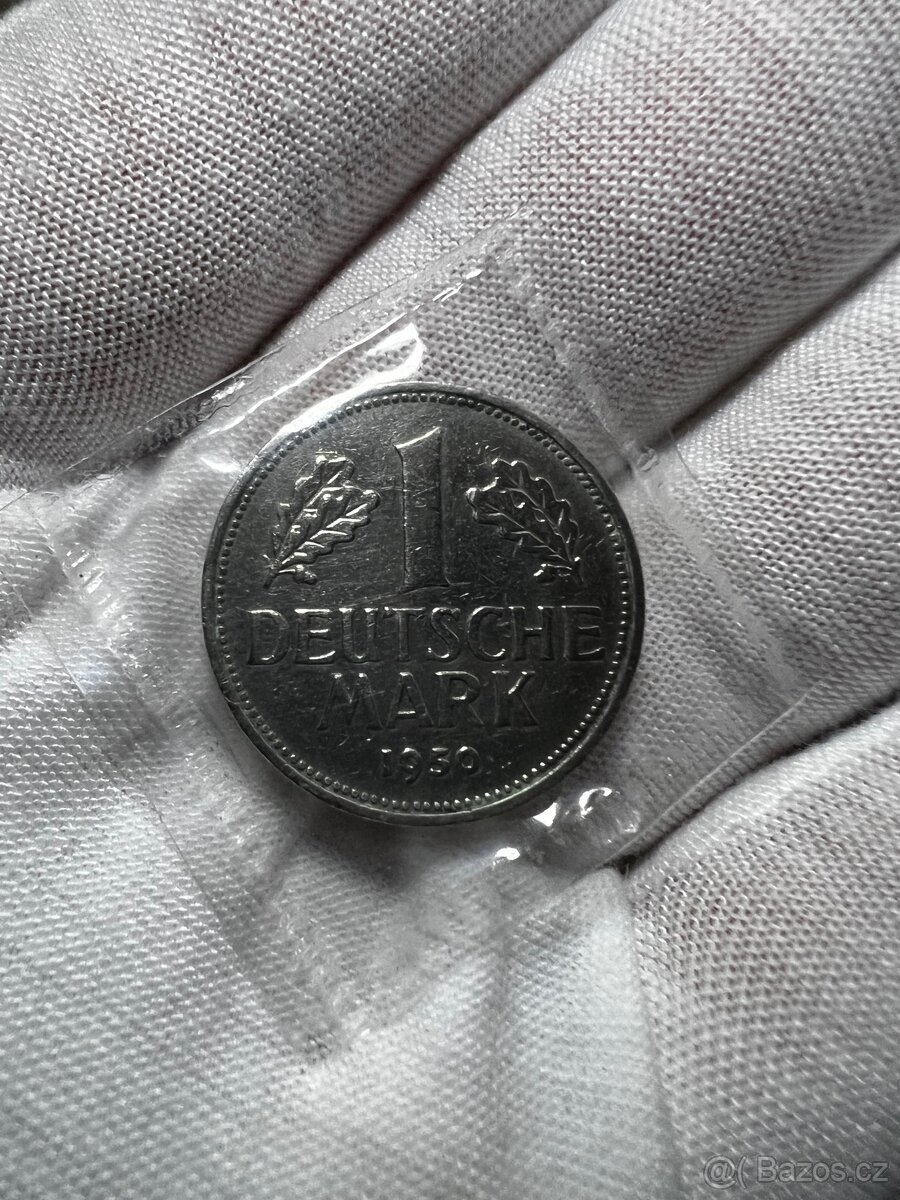 1
DEUTSCHE
MARK
1950
@( Bazos.cz